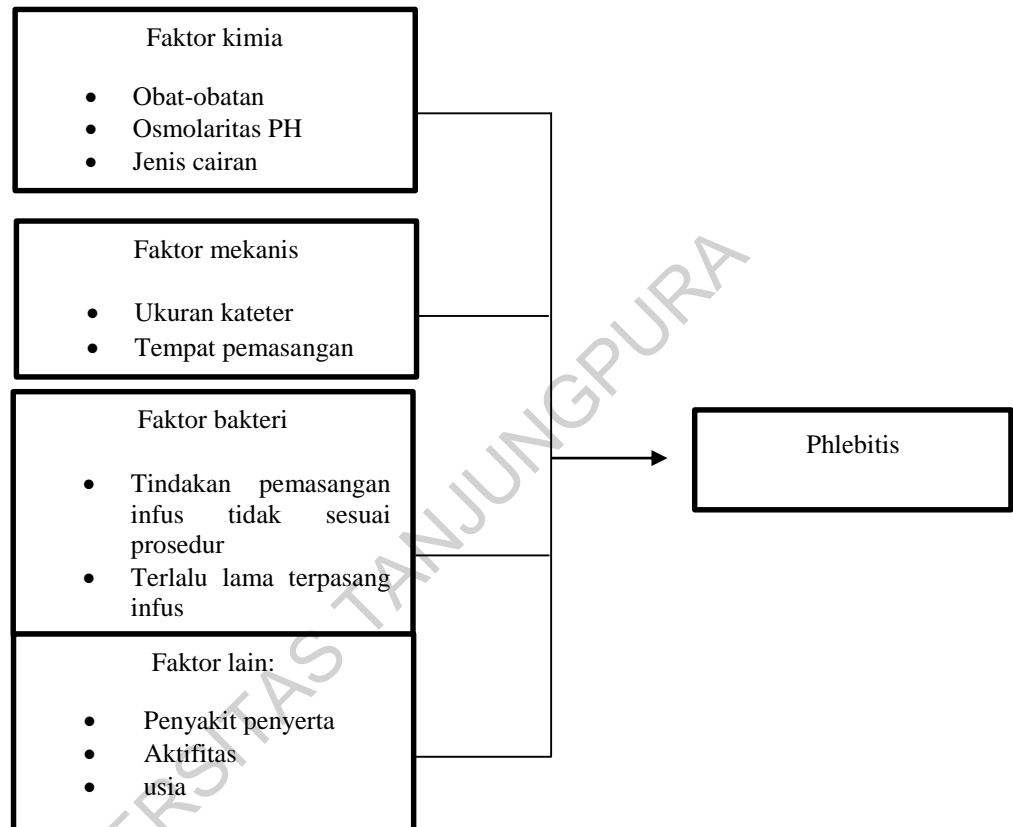 Faktor kimia
• Obat-obatan
• Osmolaritas PH
• Jenis cairan
Faktor mekanis
• Ukuran kateter
• Tempat pemasangan
Faktor bakteri
• Tindakan pemasangan
infus tidak sesuai
prosedur
• Terlalu lama terpasang
infus
Faktor lain:
• Penyakit penyerta
• Aktifitas
• usia
Phlebitis
ERSITAS TANJUNGPURA